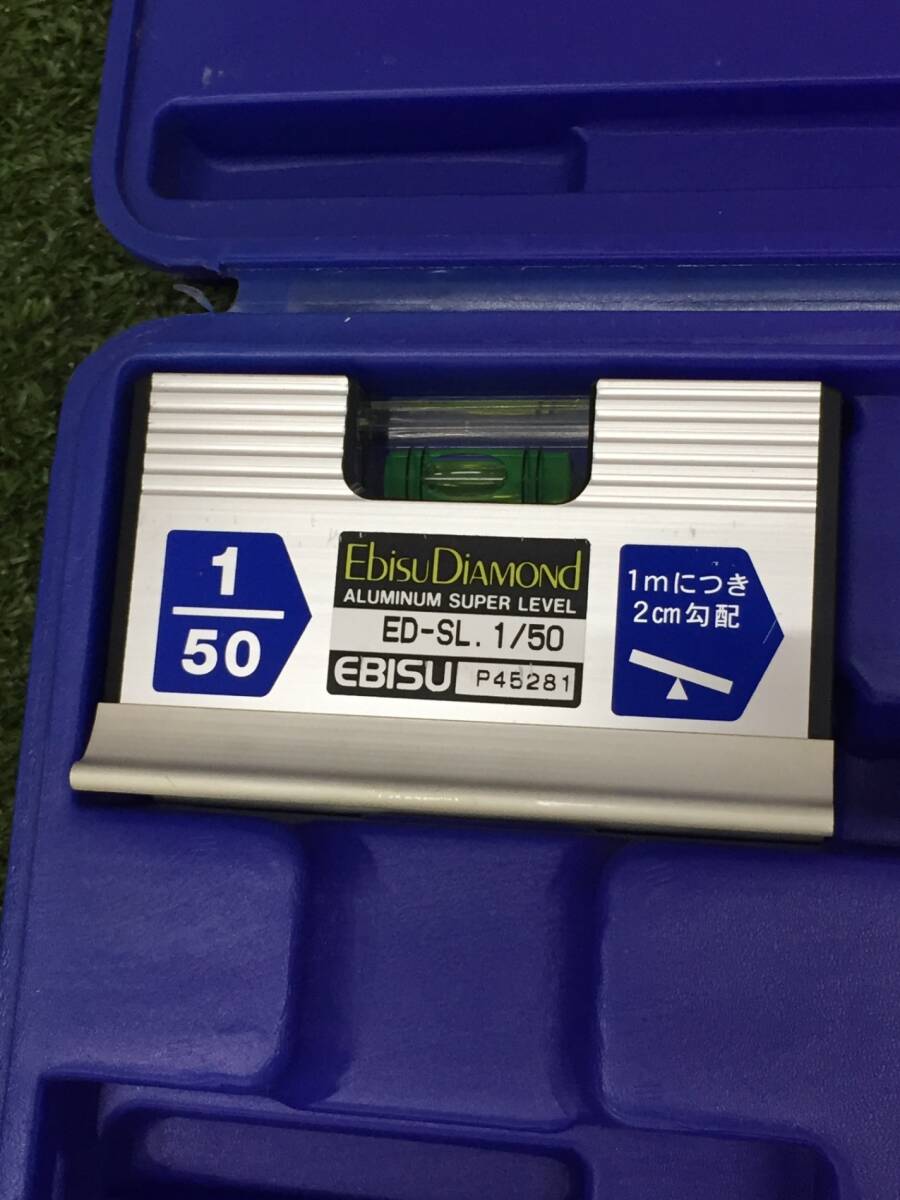 1
50
EbisuDiamond
ALUMINUM SUPER LEVEL
ED-SL. 1/50
EBISU P45281
1mにつき
2cm勾配